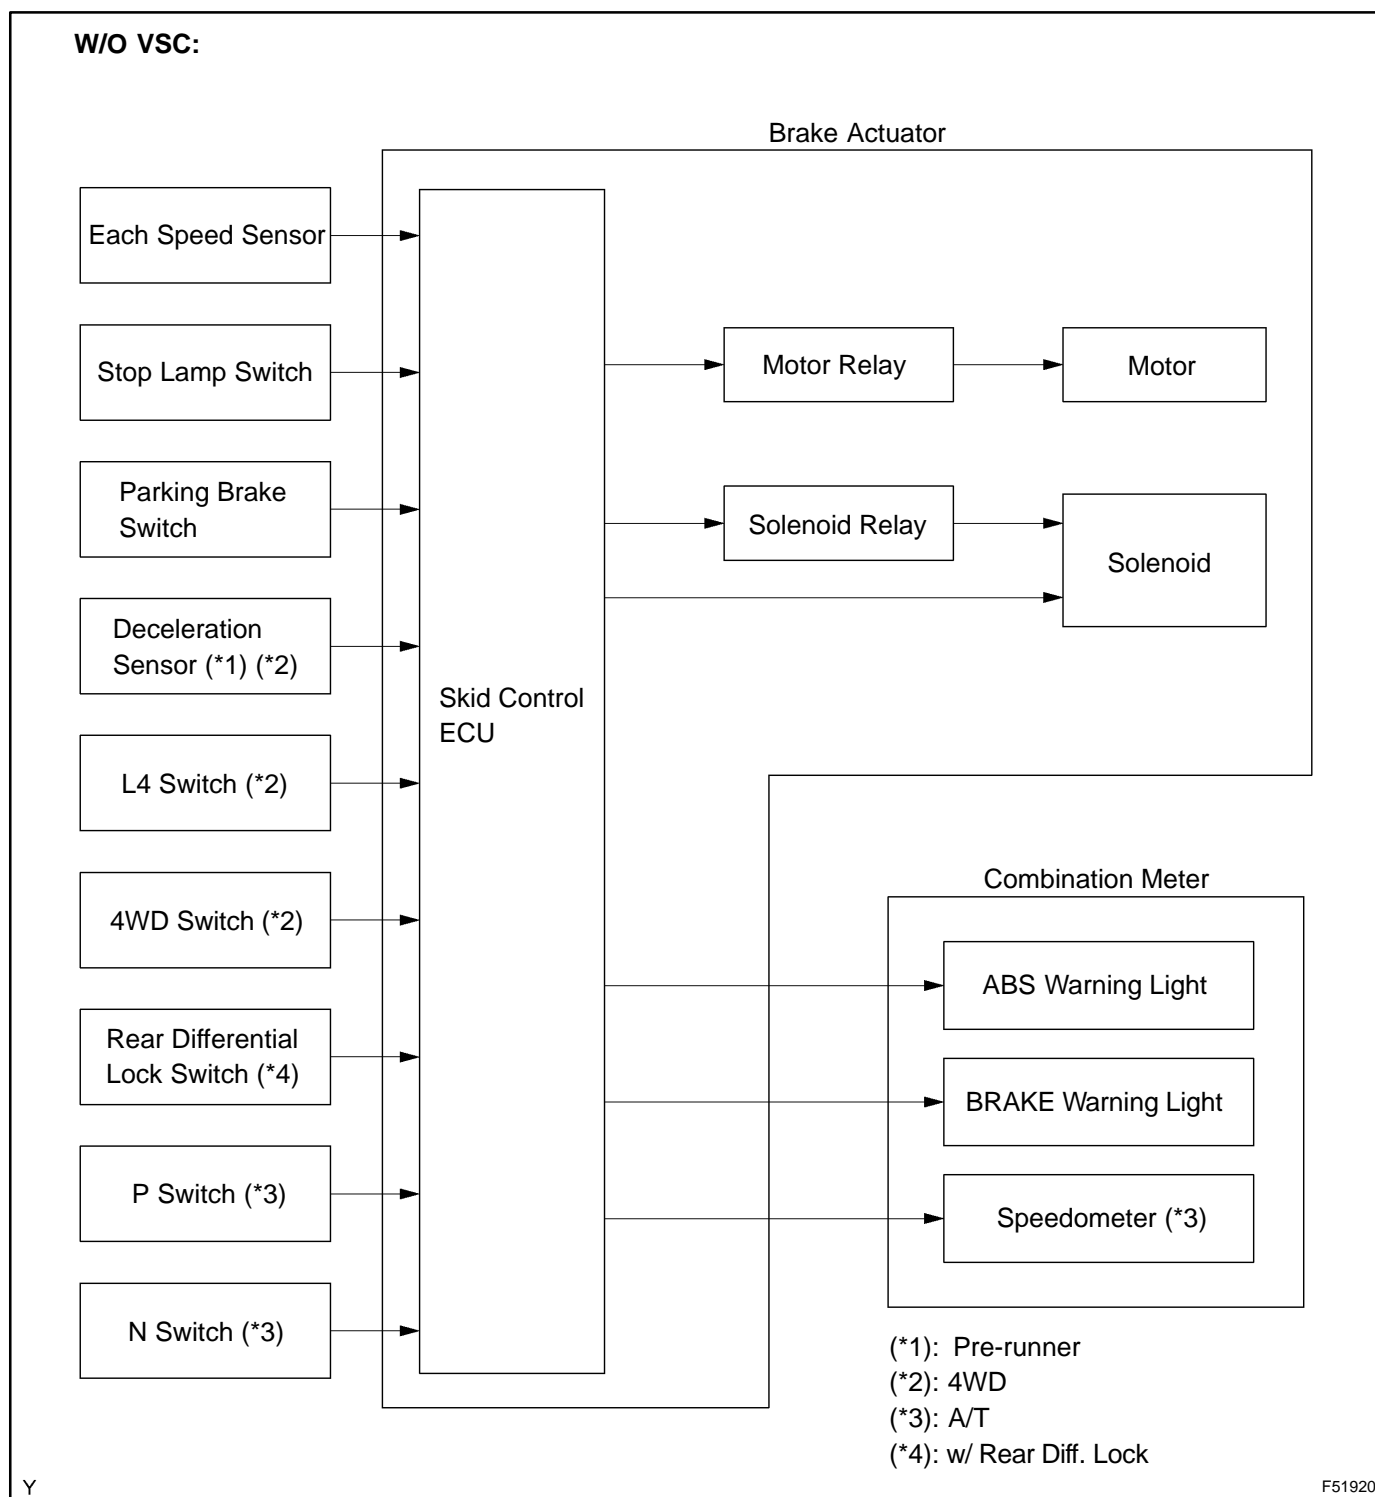 W/O VSC:
Brake Actuator
Each Speed Sensor
Stop Lamp Switch
Parking Brake
Switch
Deceleration
Sensor (*1) (*2)
L4 Switch (*2)
4WD Switch (*2)
Rear Differential
Lock Switch (*4)
P Switch (*3)
N Switch (*3)
Skid Control
ECU
Motor Relay
Motor
Solenoid Relay
Solenoid
Combination Meter
ABS Warning Light
BRAKE Warning Light
Speedometer (*3)
(*1): Pre-runner
(*2): 4WD
(*3): A/T
(*4): w/ Rear Diff. Lock
Y
F51920